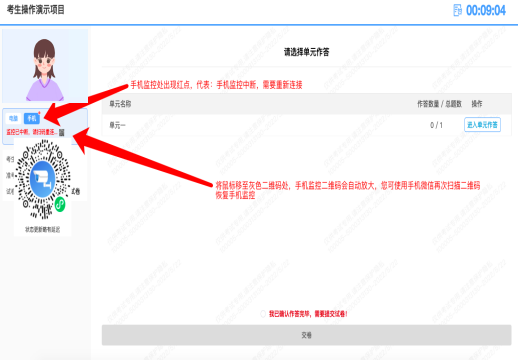 考生操作演示项目
00:09:04
请选择单元作答
手机监控处出现红点，代表：手机监控中断，需要重新连接
单元名称 作答数量 / 总题数 操作
电脑 手机
单元一 0 / 1 进入单元作答
监控已中断，请扫码重连...
考生
准考
试卷
将鼠标移至灰色二维码处，手机监控二维码会自动放大，您可使用手机微信再次扫描二维码
恢复手机监控
状态更新略有延迟
我已确认作答完毕，需要提交试卷！
交卷